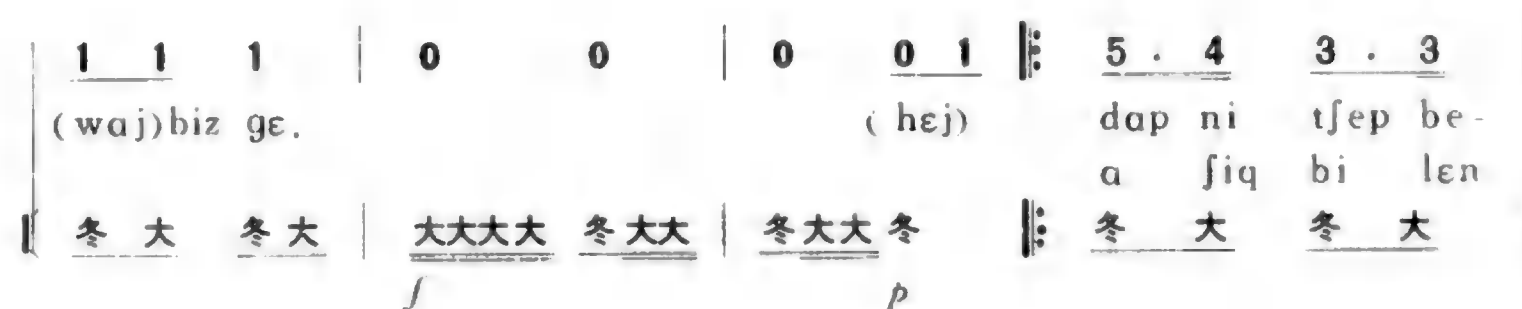 1 1 1 | 0 0 | 0 0 1 𝄆 5 . 4 3 . 3
(wɑj)biz gɛ. (hɛj) dɑp ni tʃep be-
ɑ ʃiq bi lɛn
冬 大 冬 大 | 大大大大 冬大大 | 冬大大 冬 𝄆 冬 大 冬 大
f p